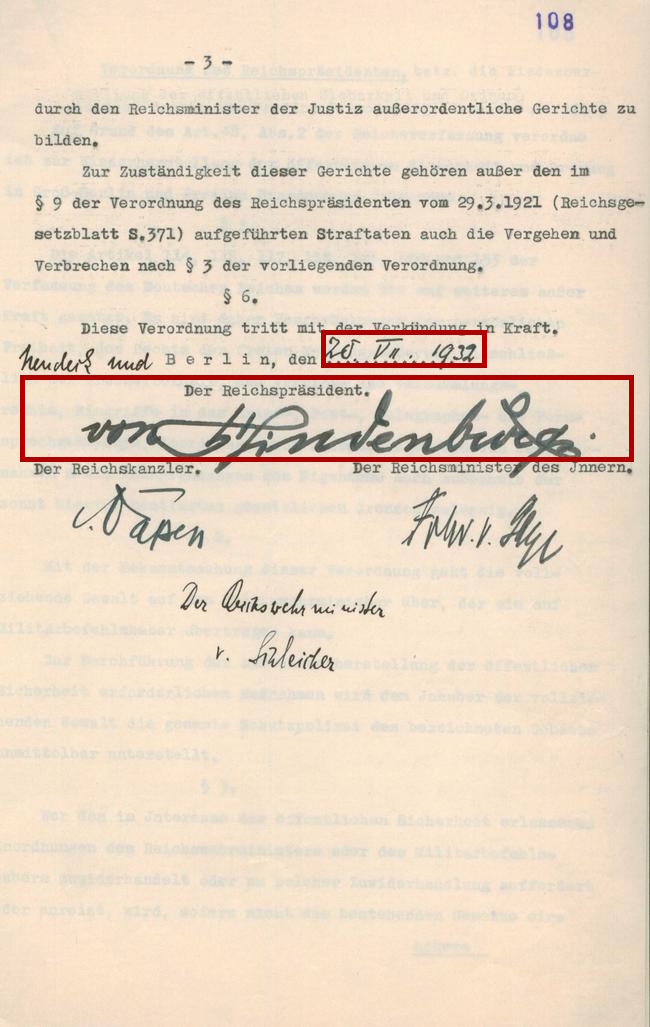 108
- 3 -
durch den Reichsminister der Justiz außerordentliche Gerichte zu
bilden.
Zur Zuständigkeit dieser Gerichte gehören außer den im
§ 9 der Verordnung des Reichspräsidenten vom 29.3.1921 (Reichsge-
setzblatt S.371) aufgeführten Straftaten auch die Vergehen und
Verbrechen nach § 3 der vorliegenden Verordnung.
§ 6.
Diese Verordnung tritt mit der Verkündung in Kraft.
Neudeck und Berlin, den 20. VII. 1932
Der Reichspräsident.
von Hindenburg
Der Reichskanzler. Der Reichsminister des Jnnern.
v. Papen Frhr. v. Gayl
Der Reichswehrminister
v. Schleicher